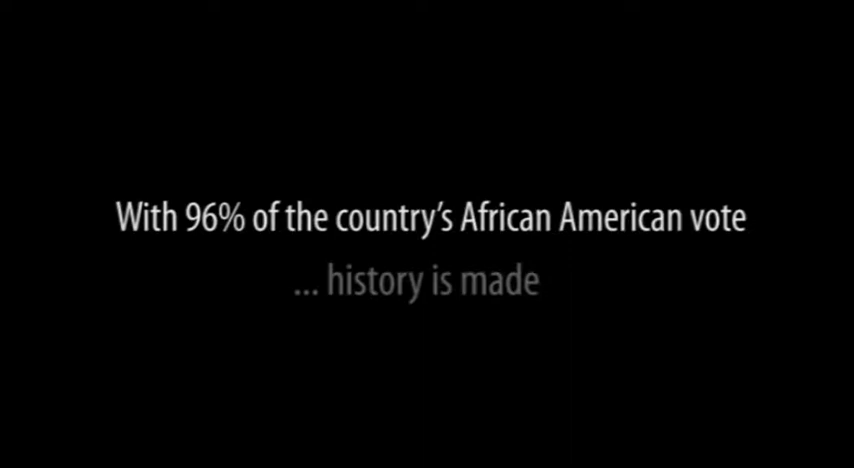 With 96% of the country's African American vote
... history is made